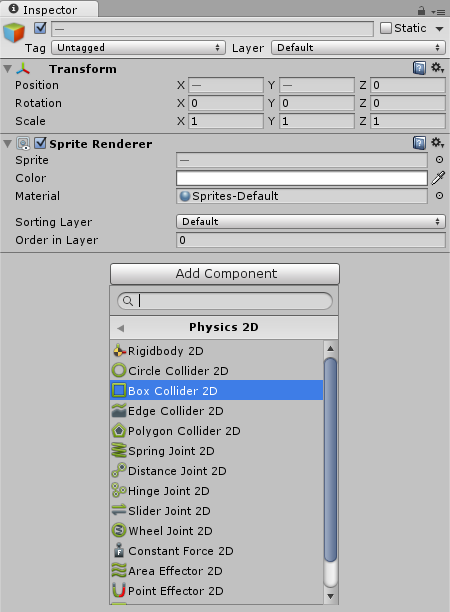 Inspector
— Static
Tag Untagged Layer Default
Transform
Position X — Y — Z 0
Rotation X 0 Y 0 Z 0
Scale X 1 Y 1 Z 1
Sprite Renderer
Sprite —
Color
Material Sprites-Default
Sorting Layer Default
Order in Layer 0
Add Component
Physics 2D
Rigidbody 2D
Circle Collider 2D
Box Collider 2D
Edge Collider 2D
Polygon Collider 2D
Spring Joint 2D
Distance Joint 2D
Hinge Joint 2D
Slider Joint 2D
Wheel Joint 2D
Constant Force 2D
Area Effector 2D
Point Effector 2D